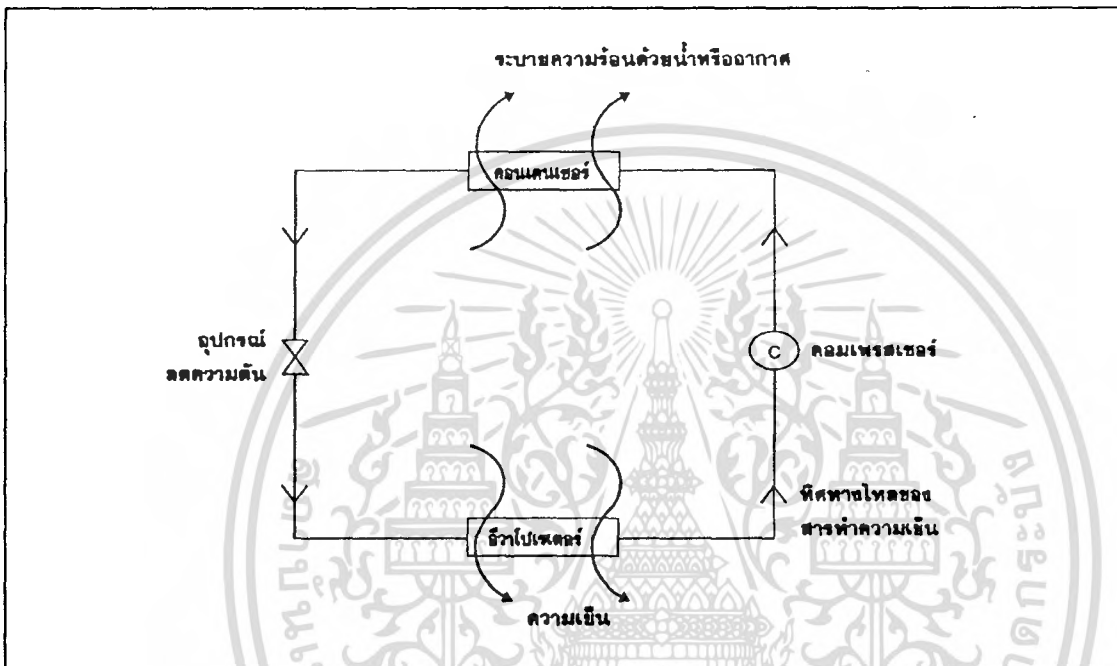 ระบายความร้อนด้วยน้ำหรืออากาศ
คอนเดนเซอร์
อุปกรณ์
ลดความดัน
C
คอมเพรสเซอร์
ทิศทางไหลของ
สารทำความเย็น
อีวาโปเรเตอร์
ความเย็น